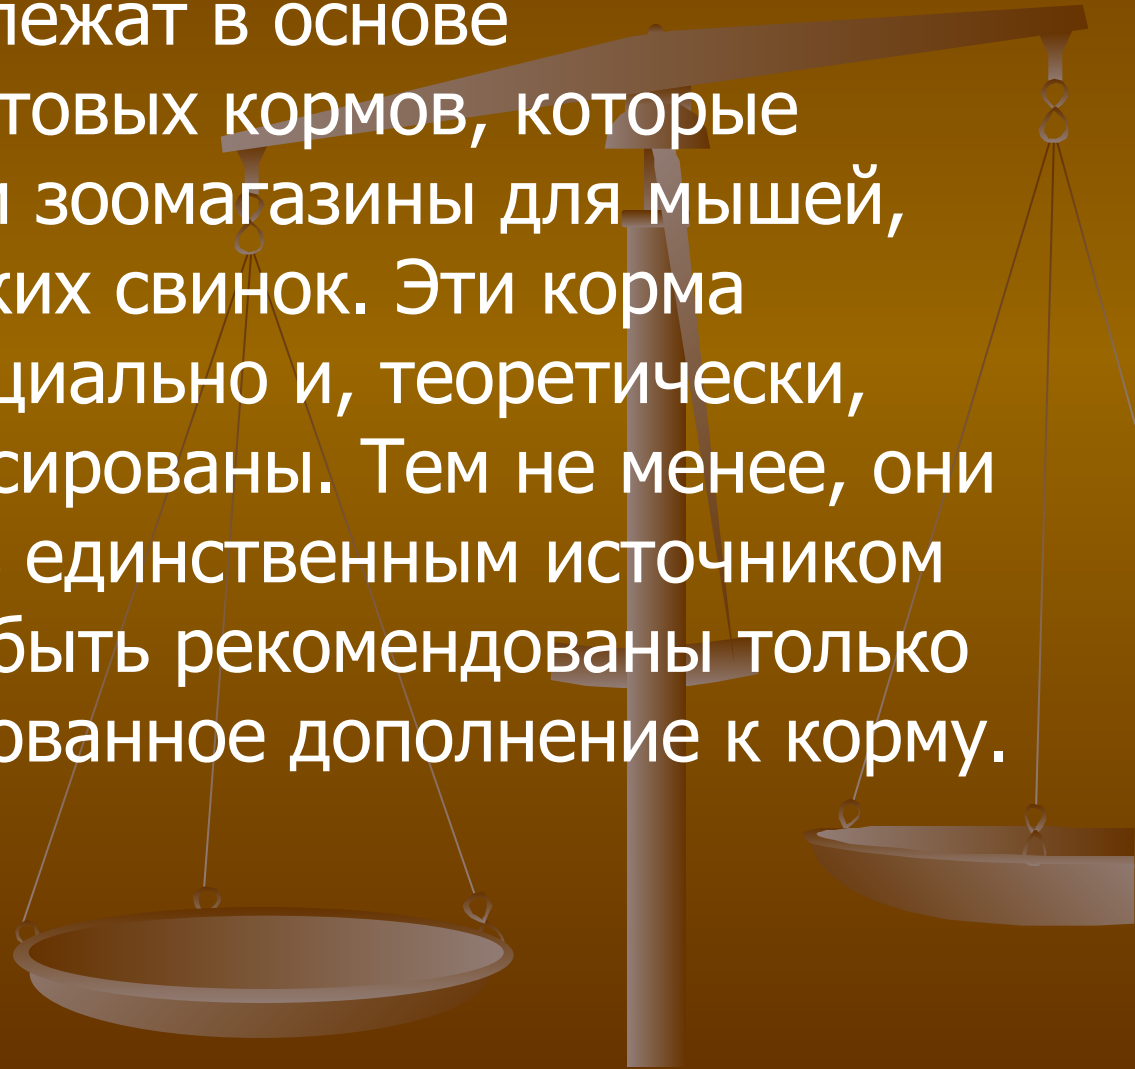 лежат в основе
товых кормов, которые
и зоомагазины для мышей,
ких свинок. Эти корма
циально и, теоретически,
сированы. Тем не менее, они
единственным источником
быть рекомендованы только
ованное дополнение к корму.